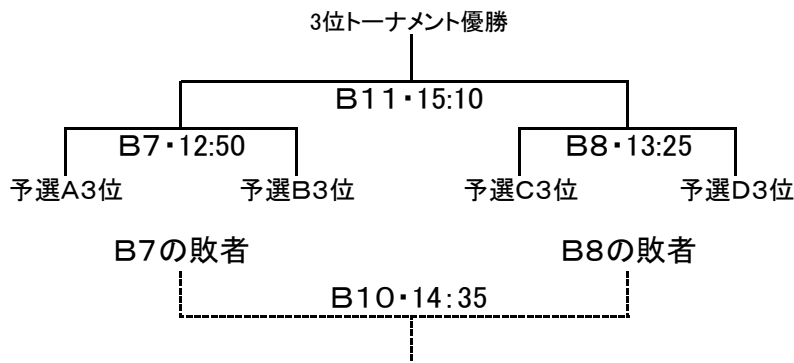 3位トーナメント優勝
B11・15:10
B7・12:50 B8・13:25
予選A3位 予選B3位 予選C3位 予選D3位
B7の敗者 B8の敗者
B10・14:35